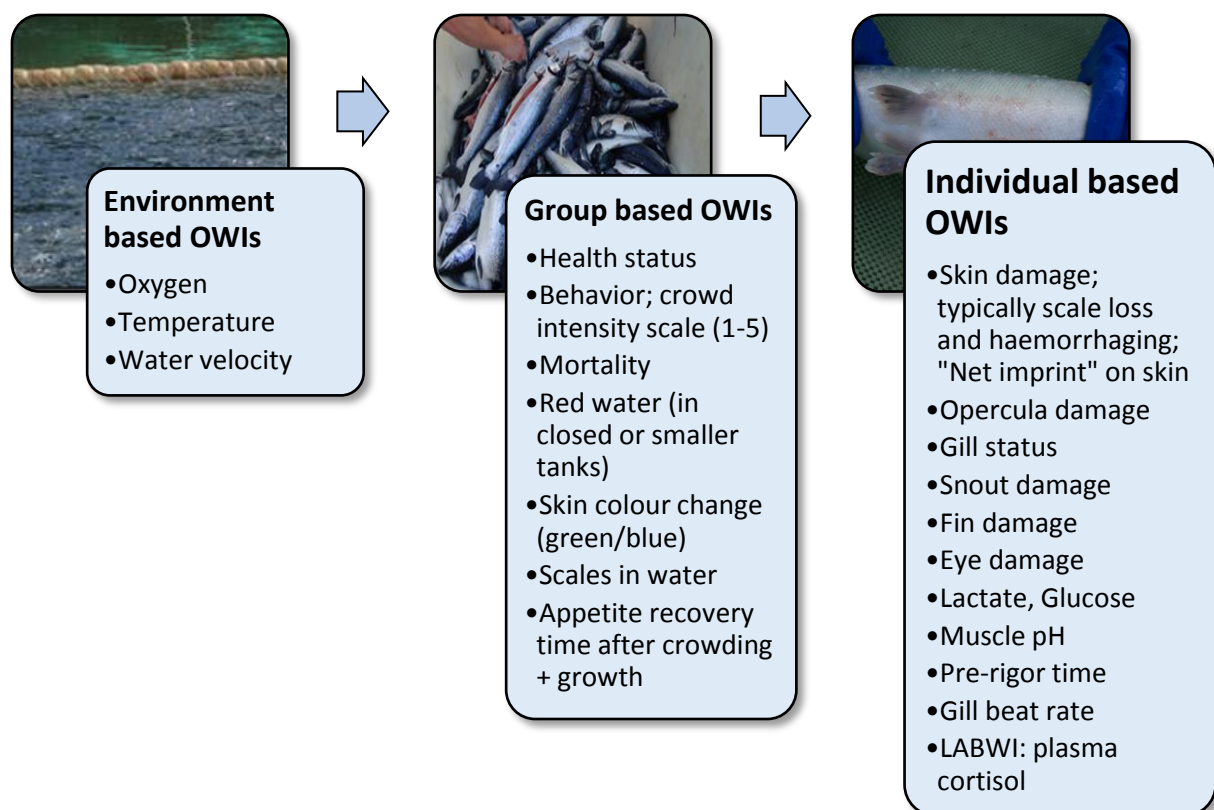 Environment
based OWIs
•Oxygen
•Temperature
•Water velocity
Group based OWIs
•Health status
•Behavior; crowd
intensity scale (1-5)
•Mortality
•Red water (in
closed or smaller
tanks)
•Skin colour change
(green/blue)
•Scales in water
•Appetite recovery
time after crowding
+ growth
Individual based
OWIs
•Skin damage;
typically scale loss
and haemorrhaging;
"Net imprint" on skin
•Opercula damage
•Gill status
•Snout damage
•Fin damage
•Eye damage
•Lactate, Glucose
•Muscle pH
•Pre-rigor time
•Gill beat rate
•LABWI: plasma
cortisol